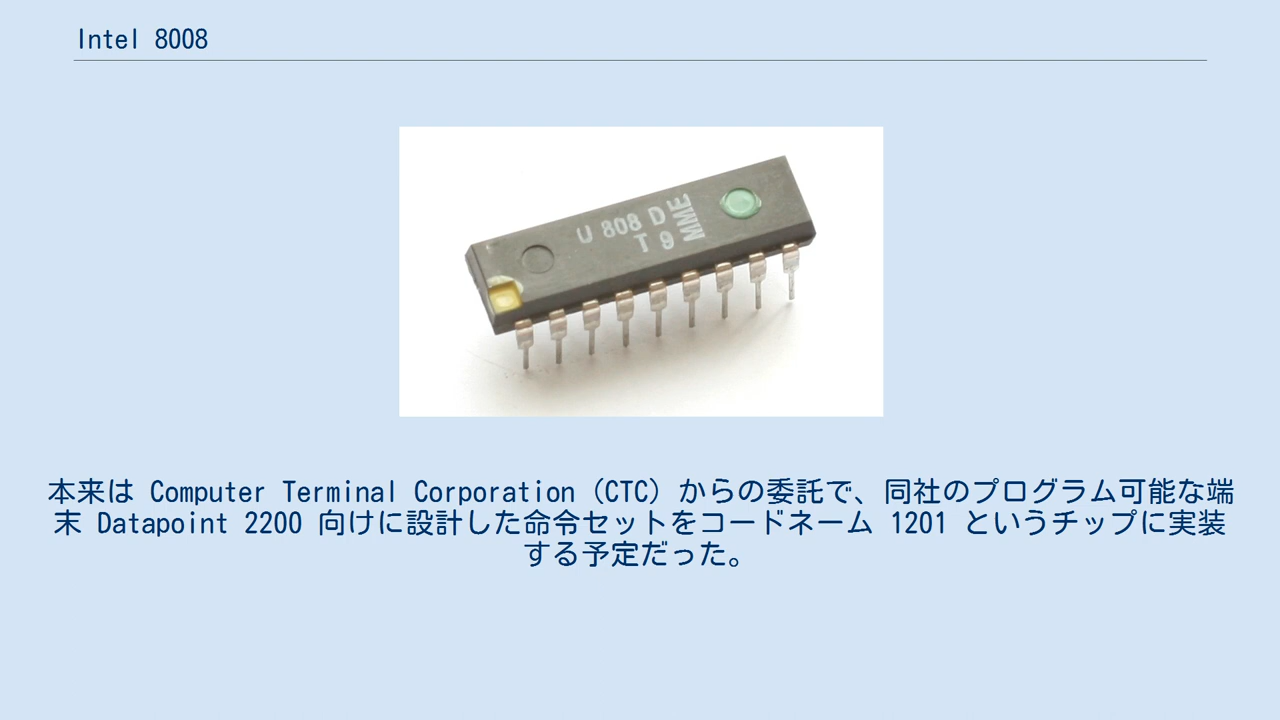 Intel 8008
U 808 D
T 9
MME
本来は Computer Terminal Corporation (CTC) からの委託で、同社のプログラム可能な端
末 Datapoint 2200 向けに設計した命令セットをコードネーム 1201 というチップに実装
する予定だった。